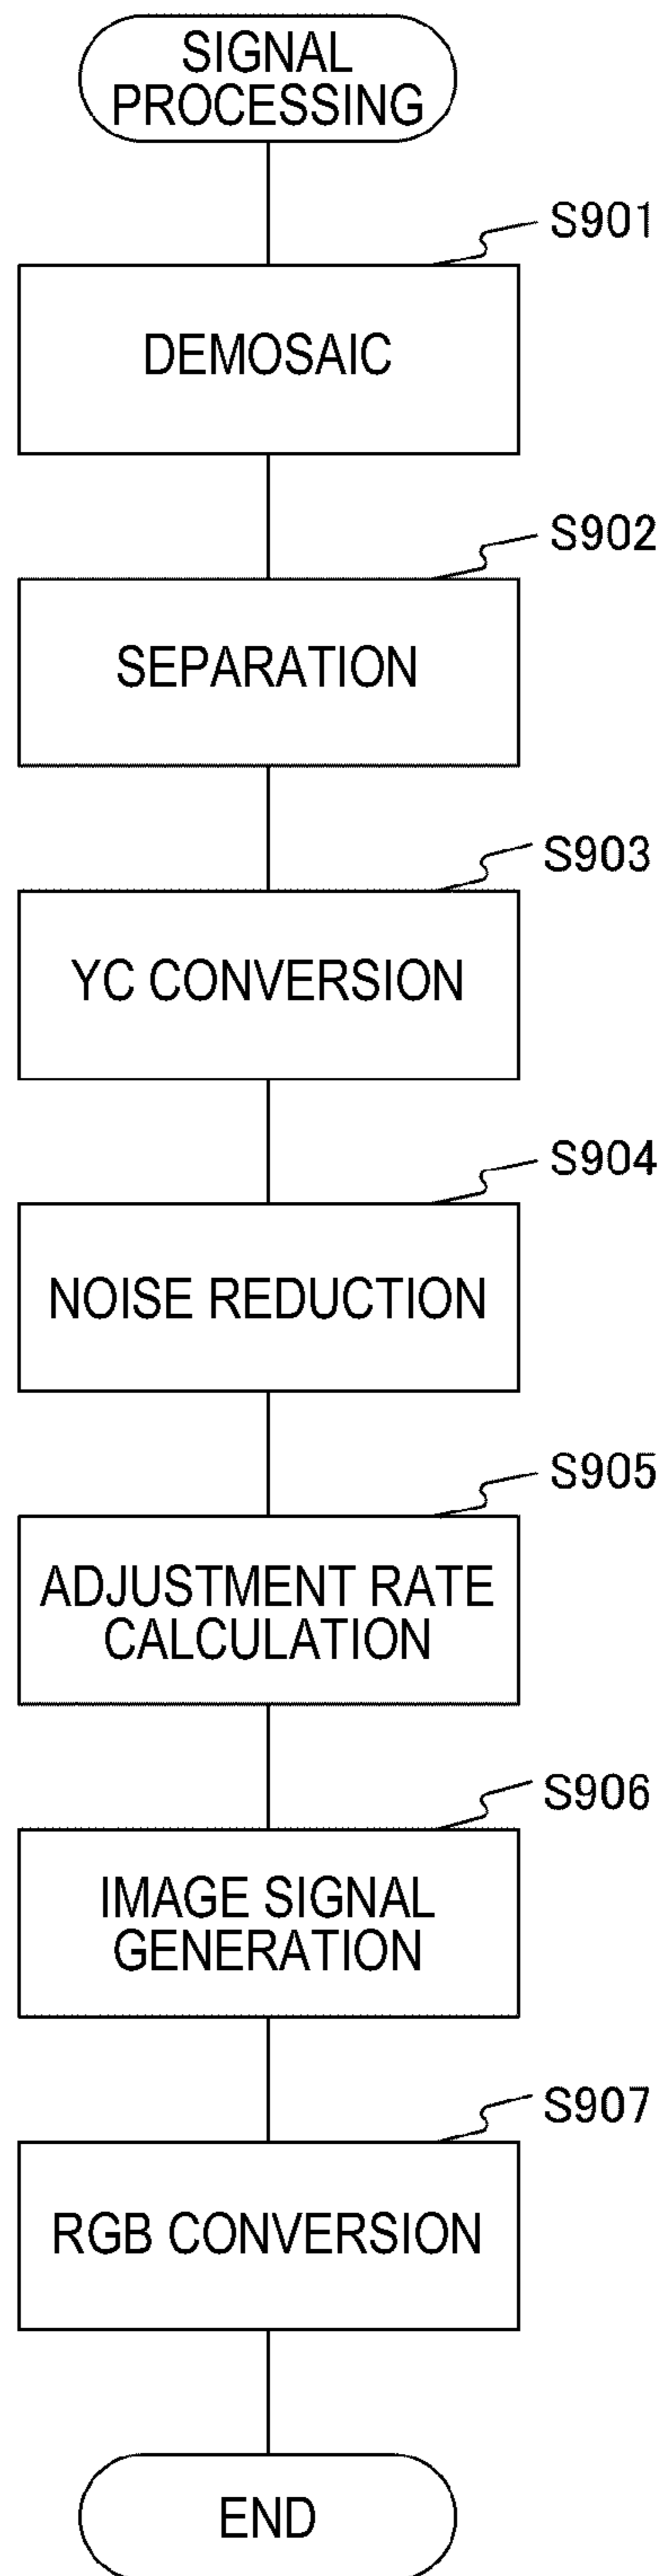 SIGNAL
PROCESSING
S901
DEMOSAIC
S902
SEPARATION
S903
YC CONVERSION
S904
NOISE REDUCTION
S905
ADJUSTMENT RATE
CALCULATION
S906
IMAGE SIGNAL
GENERATION
S907
RGB CONVERSION
END